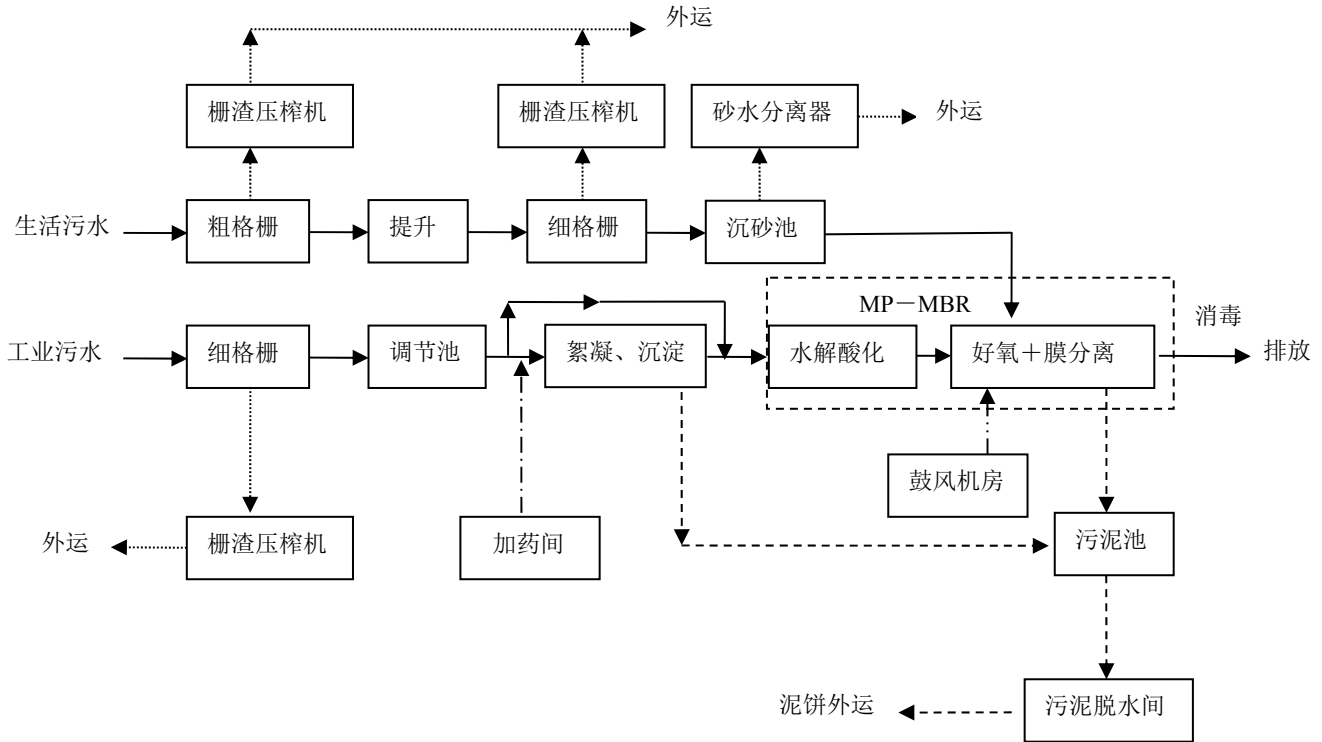 外运
栅渣压榨机
栅渣压榨机
砂水分离器
外运
生活污水
粗格栅
提升
细格栅
沉砂池
MP－MBR
消毒
工业污水
细格栅
调节池
絮凝、沉淀
水解酸化
好氧＋膜分离
排放
鼓风机房
外运
栅渣压榨机
加药间
污泥池
泥饼外运
污泥脱水间